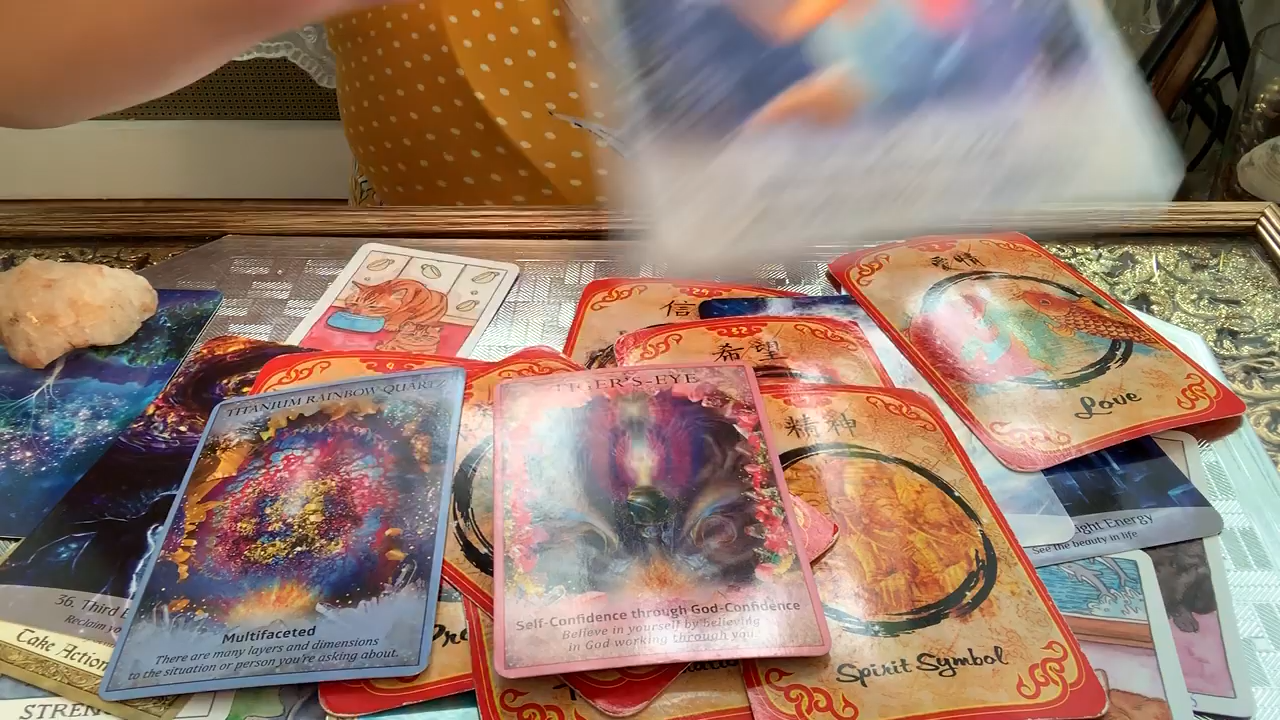 愛情
Love
信
希望
精神
Spirit Symbol
TITANIUM RAINBOW QUARTZ
Multifaceted
There are many layers and dimensions
to the situation or person you're asking about.
TIGER'S-EYE
Self-Confidence through God-Confidence
Believe in yourself by believing
in God working through you.
ight Energy
See the beauty in life
36. Third E
Reclaim yo
Take Action
STREN